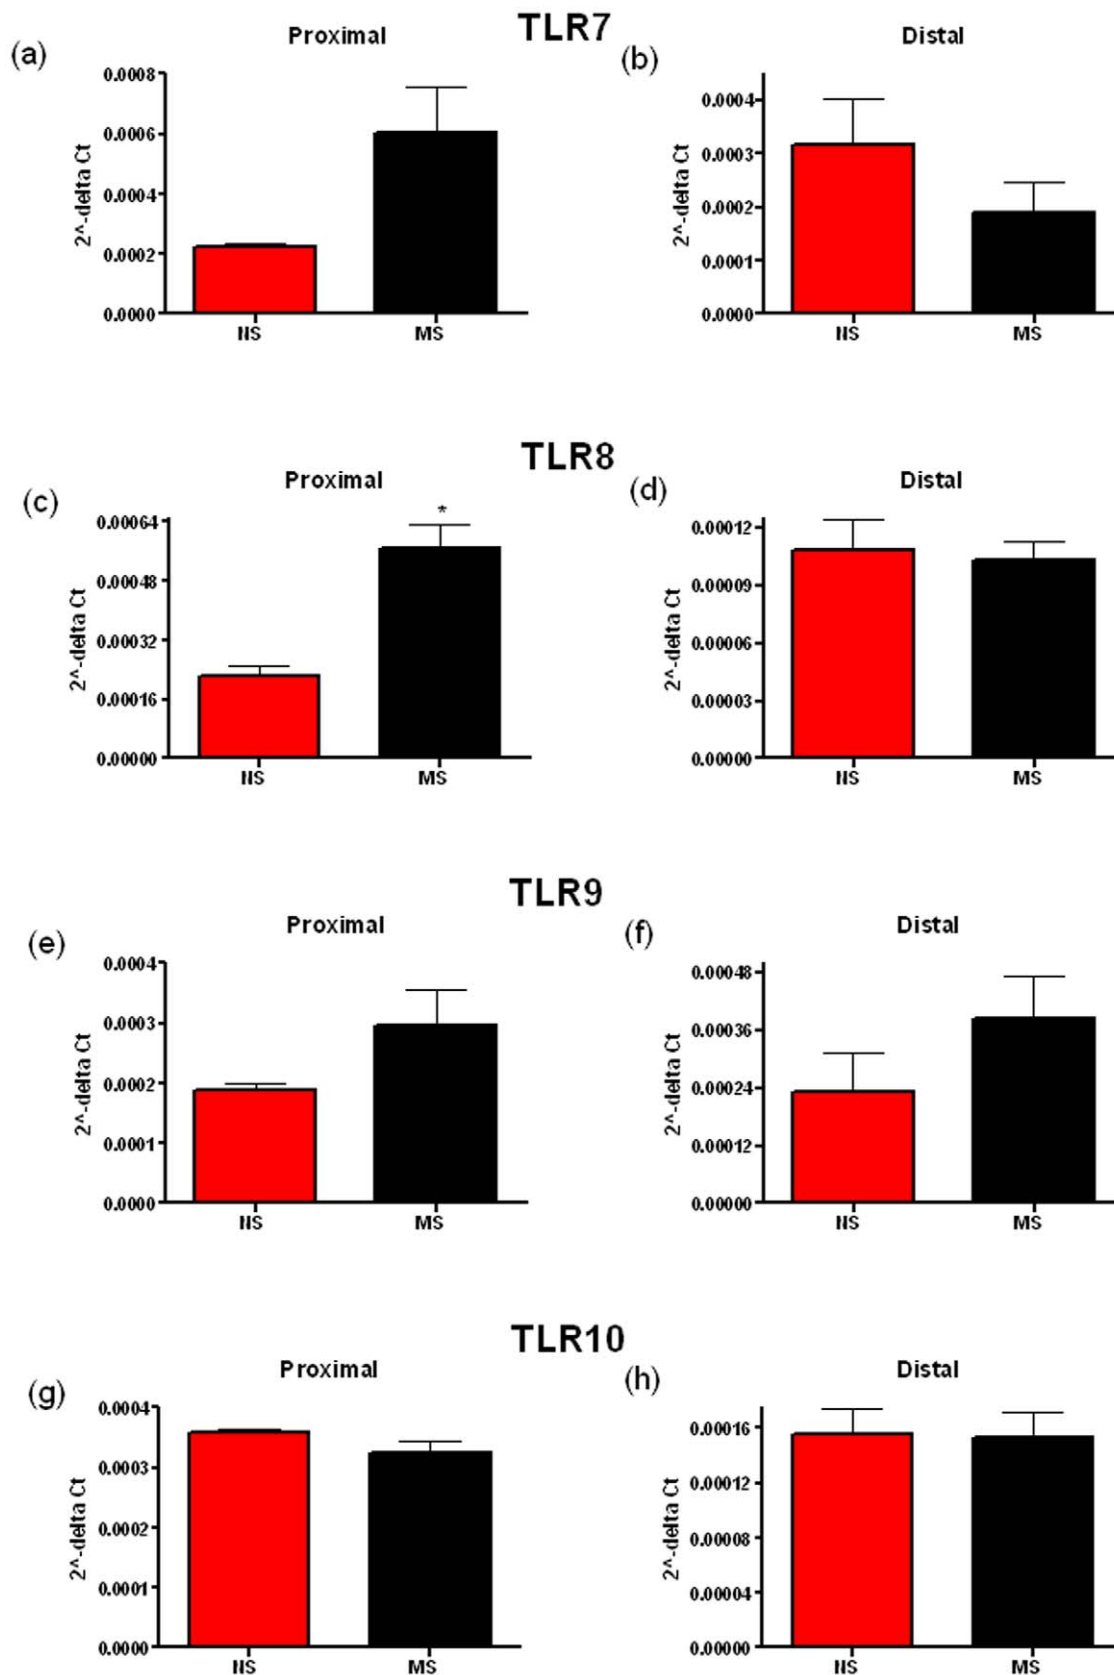 TLR7
(a)
Proximal
2^-delta Ct
0.0008
0.0006
0.0004
0.0002
0.0000
NS
MS
(b)
Distal
2^-delta Ct
0.0004
0.0003
0.0002
0.0001
0.0000
NS
MS
TLR8
(c)
Proximal
2^-delta Ct
0.00064
0.00048
0.00032
0.00016
0.00000
*
NS
MS
(d)
Distal
2^-delta Ct
0.00012
0.00009
0.00006
0.00003
0.00000
NS
MS
TLR9
(e)
Proximal
2^-delta Ct
0.0004
0.0003
0.0002
0.0001
0.0000
NS
MS
(f)
Distal
2^-delta Ct
0.00048
0.00036
0.00024
0.00012
0.00000
NS
MS
TLR10
(g)
Proximal
2^-delta Ct
0.0004
0.0003
0.0002
0.0001
0.0000
NS
MS
(h)
Distal
2^-delta Ct
0.00016
0.00012
0.00008
0.00004
0.00000
NS
MS